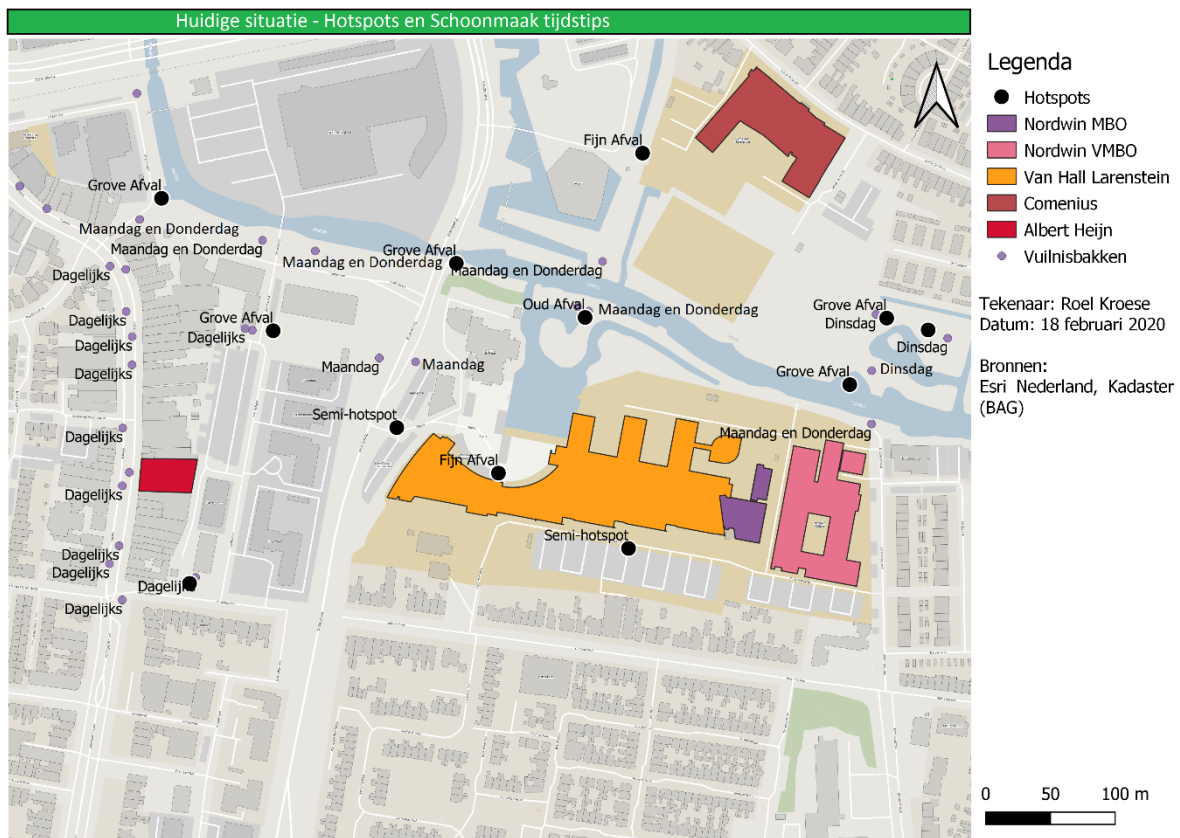 Huidige situatie - Hotspots en Schoonmaak tijdstips
Legenda
Hotspots
Nordwin MBO
Nordwin VMBO
Van Hall Larenstein
Comenius
Albert Heijn
Vuilnisbakken
Tekenaar: Roel Kroese
Datum: 18 februari 2020
Bronnen:
Esri Nederland, Kadaster
(BAG)
0 50 100 m
Fijn Afval
Grove Afval
Maandag en Donderdag
Maandag en Donderdag
Grove Afval
Maandag en Donderdag
Maandag en Donderdag
Dagelijks
Oud Afval
Maandag en Donderdag
Grove Afval
Dagelijks
Grove Afval
Dinsdag
Dagelijks
Dagelijks
Dinsdag
Dagelijks
Maandag
Maandag
Grove Afval
Dinsdag
Semi-hotspot
Dagelijks
Maandag en Donderdag
Fijn Afval
Dagelijks
Semi-hotspot
Dagelijks
Dagelijks
Dagelijks
Dagelijks